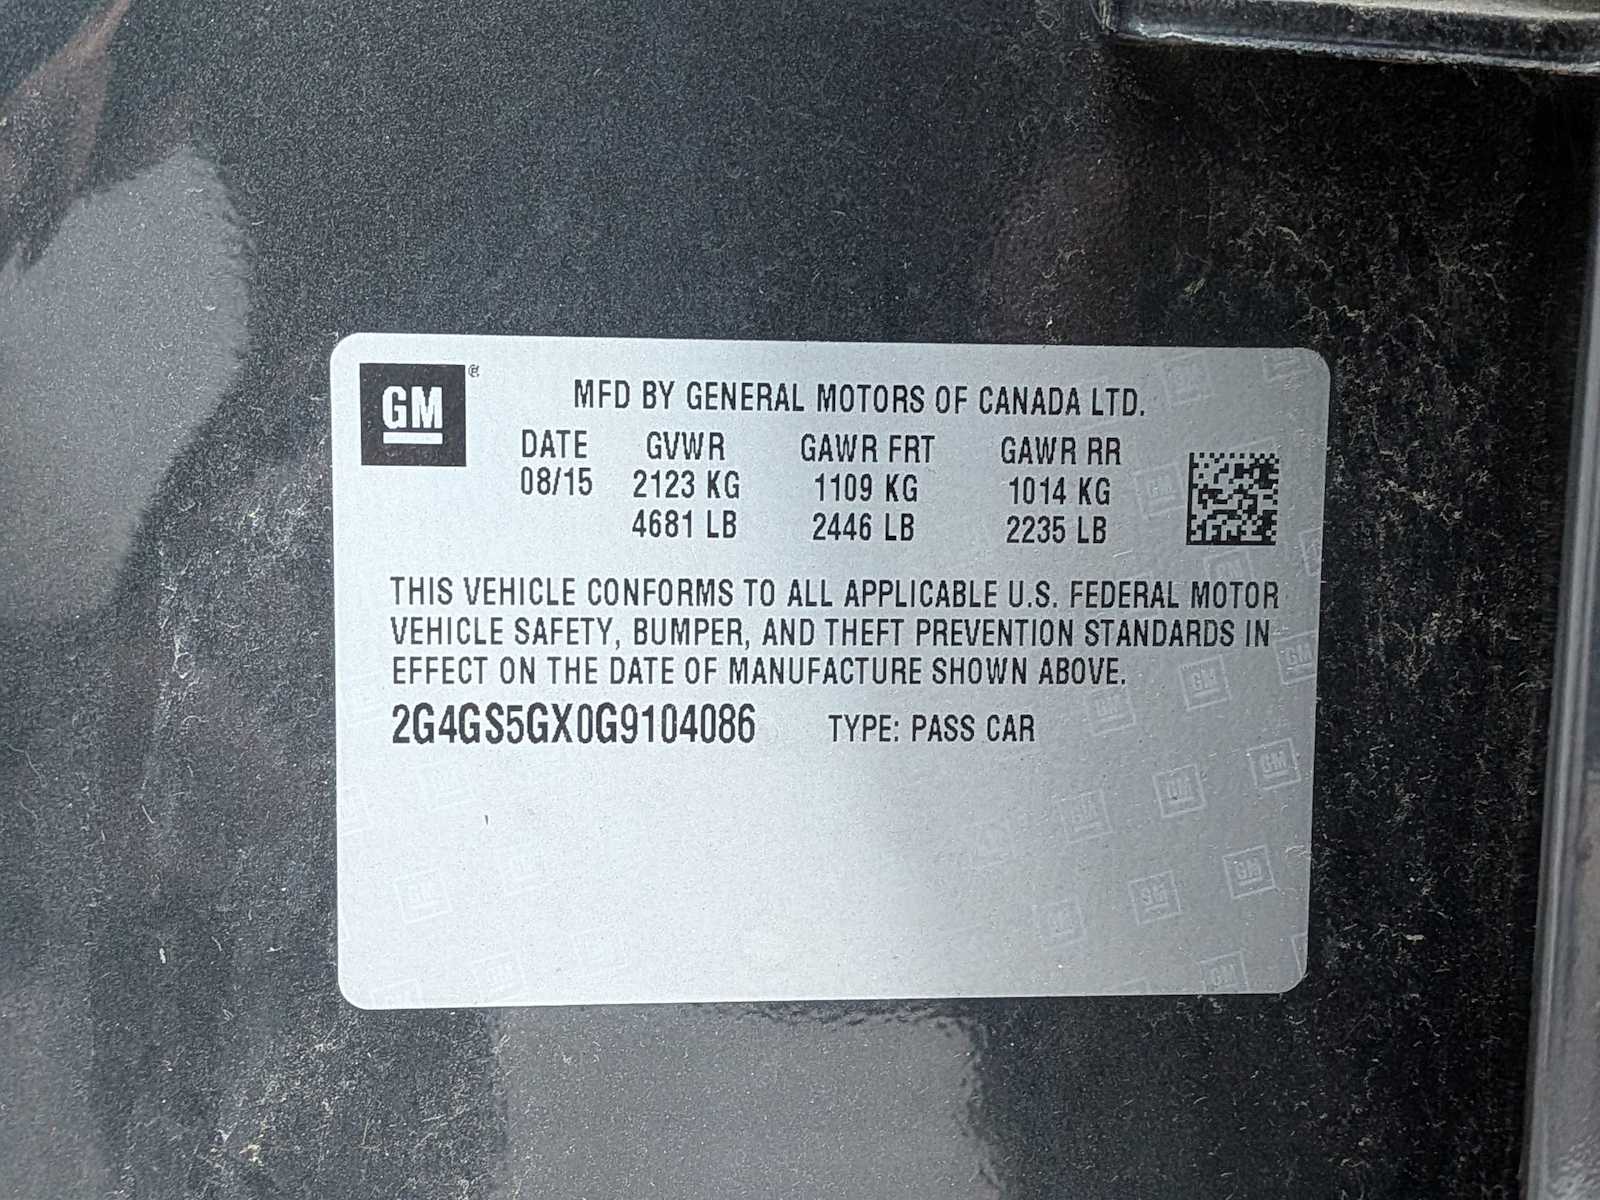 GM®
MFD BY GENERAL MOTORS OF CANADA LTD.
DATE GVWR GAWR FRT GAWR RR
08/15 2123 KG 1109 KG 1014 KG
4681 LB 2446 LB 2235 LB
THIS VEHICLE CONFORMS TO ALL APPLICABLE U.S. FEDERAL MOTOR
VEHICLE SAFETY, BUMPER, AND THEFT PREVENTION STANDARDS IN
EFFECT ON THE DATE OF MANUFACTURE SHOWN ABOVE.
2G4GS5GX0G9104086 TYPE: PASS CAR